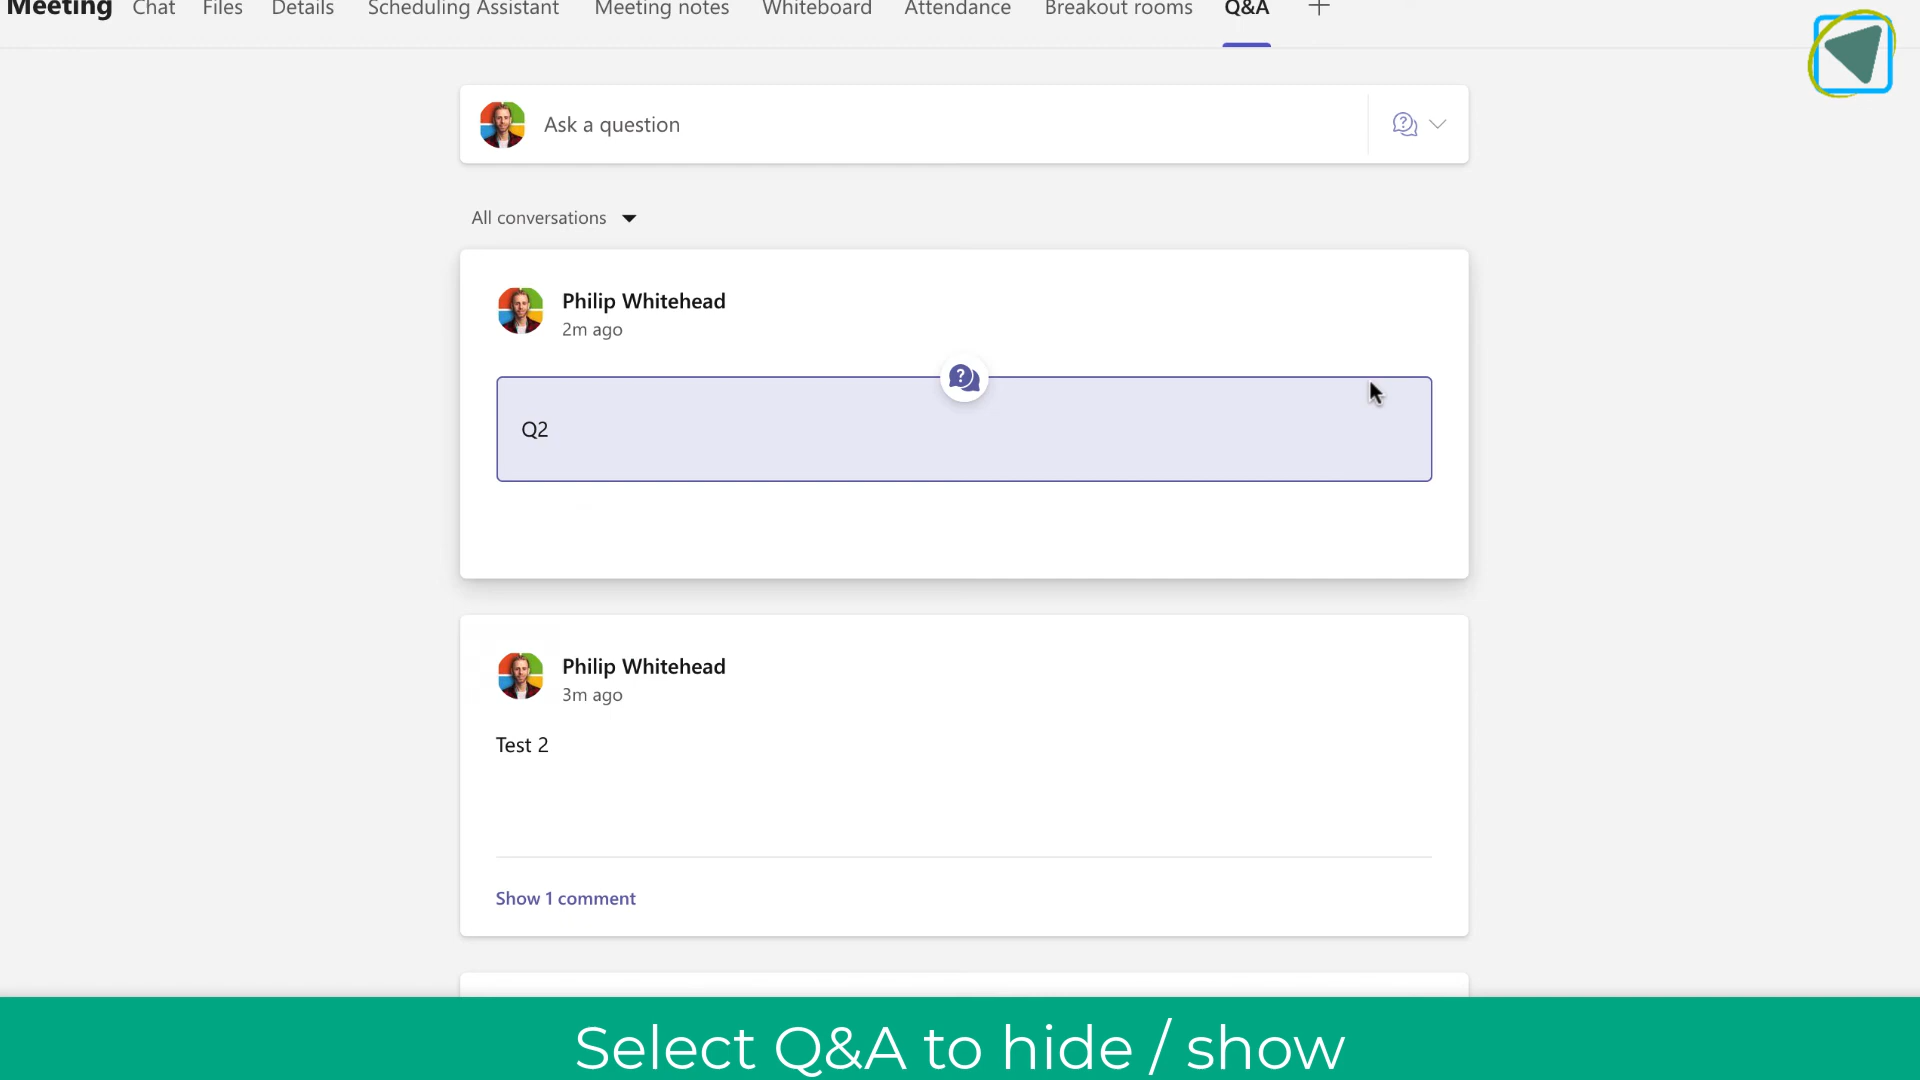 Meeting Chat Files Details Scheduling Assistant Meeting notes Whiteboard Attendance Breakout rooms Q&A
Ask a question
All conversations
Philip Whitehead
2m ago
Q2
Philip Whitehead
3m ago
Test 2
Show 1 comment
Select Q&A to hide / show